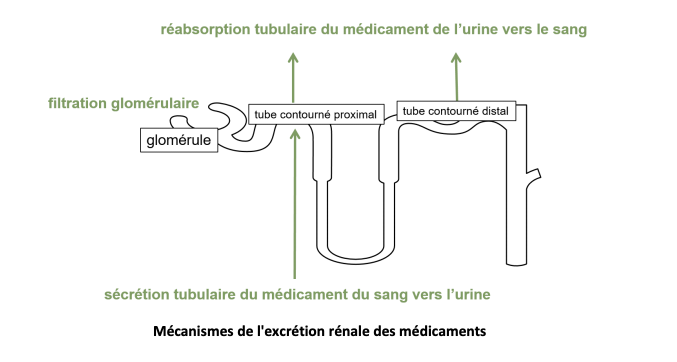 réabsorption tubulaire du médicament de l’urine vers le sang
filtration glomérulaire
tube contourné proximal
tube contourné distal
glomérule
sécrétion tubulaire du médicament du sang vers l’urine
Mécanismes de l'excrétion rénale des médicaments